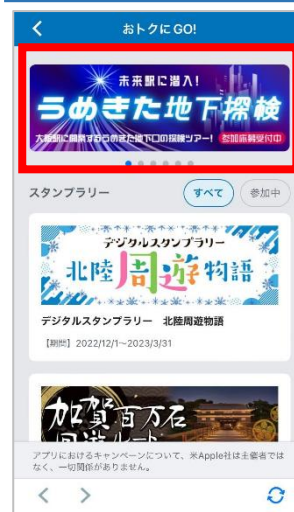 おトクにGO!
未来駅に潜入!
うめきた地下探検
大阪駅に開業するうめきた地下口の探検ツアー! 参加応募受付中
スタンプラリー
すべて
参加中
デジタルスタンプラリー
北陸周遊物語
デジタルスタンプラリー 北陸周遊物語
【期間】2022/12/1~2023/3/31
加賀百万石
回遊ルート
アプリにおけるキャンペーンについて、米Apple社は主催者では
なく、一切関係がありません。